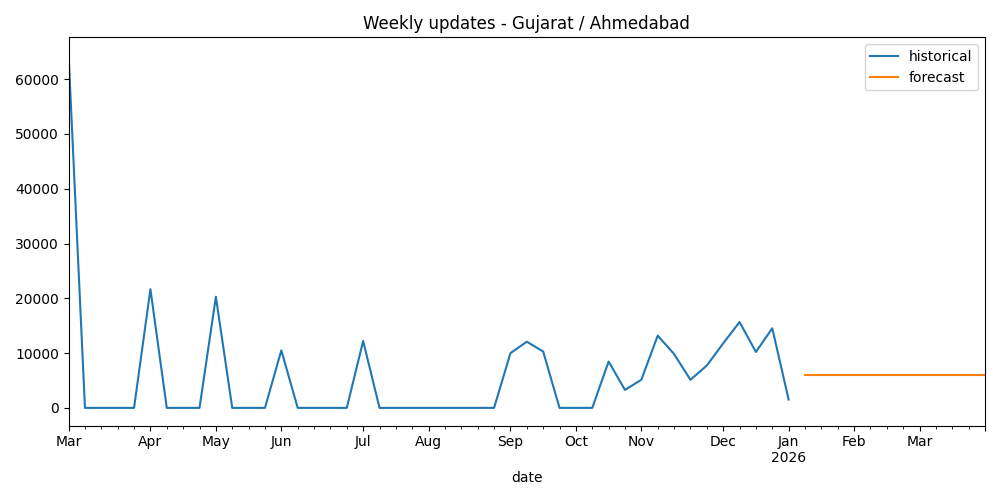 Weekly updates - Gujarat / Ahmedabad
historical
forecast
60000
50000
40000
30000
20000
10000
0
Mar Apr May Jun Jul Aug Sep Oct Nov Dec Jan Feb Mar
2026
date